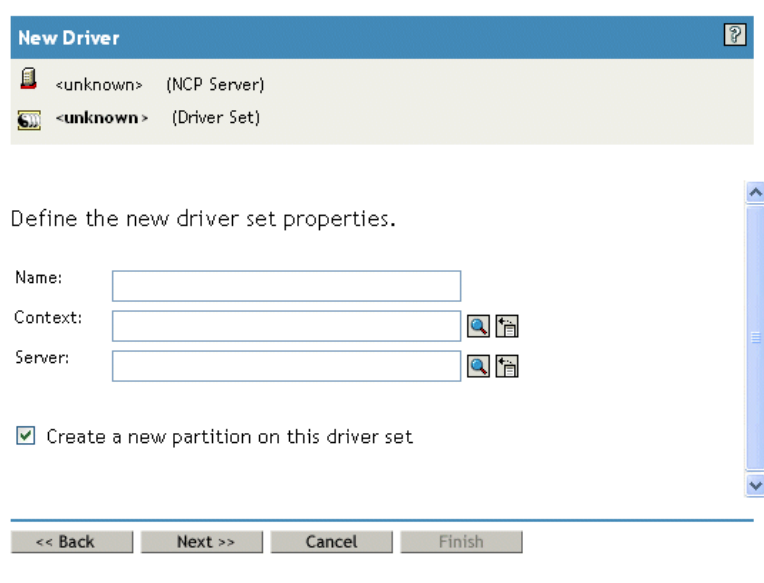 New Driver
<unknown> (NCP Server)
<unknown> (Driver Set)
Define the new driver set properties.
Name:
Context:
Server:
Create a new partition on this driver set
<< Back Next >> Cancel Finish